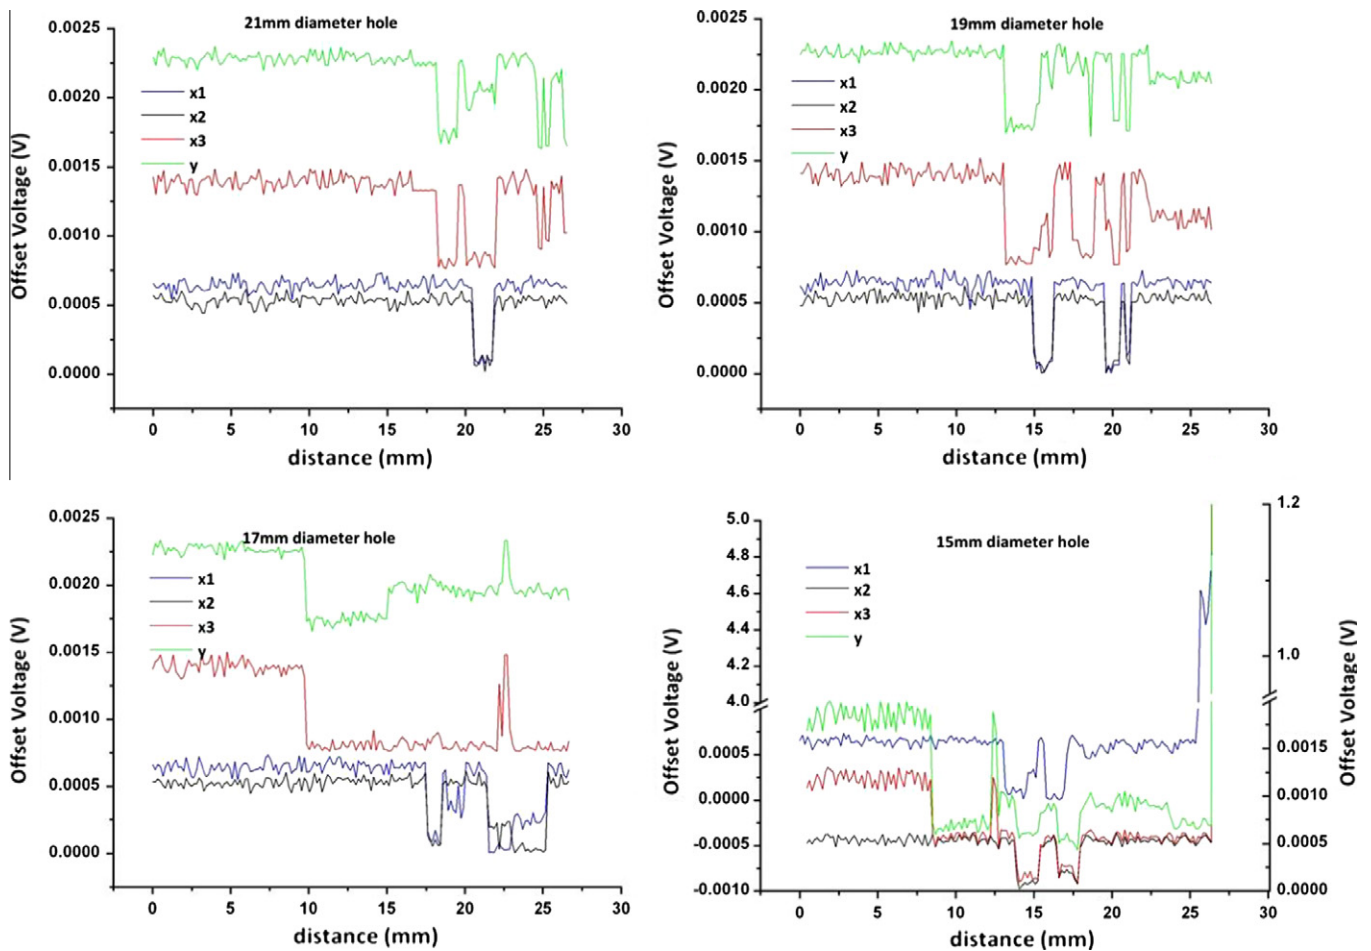 21mm diameter hole
0.0025
0.0020
0.0015
0.0010
0.0005
0.0000
Offset Voltage (V)
x1
x2
x3
y
0 5 10 15 20 25 30
distance (mm)
19mm diameter hole
0.0025
0.0020
0.0015
0.0010
0.0005
0.0000
Offset Voltage (V)
x1
x2
x3
y
0 5 10 15 20 25 30
distance (mm)
17mm diameter hole
0.0025
0.0020
0.0015
0.0010
0.0005
0.0000
Offset Voltage (V)
x1
x2
x3
y
0 5 10 15 20 25 30
distance (mm)
15mm diameter hole
5.0
4.8
4.6
4.4
4.2
4.0
0.0005
0.0000
-0.0005
-0.0010
Offset Voltage (V)
x1
x2
x3
y
1.2
1.0
0.0015
0.0010
0.0005
0.0000
Offset Voltage (V)
0 5 10 15 20 25 30
distance (mm)